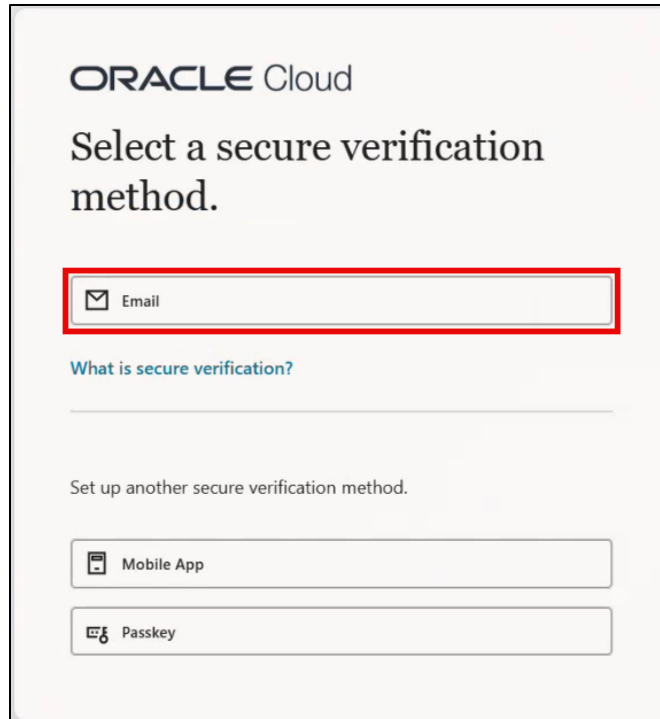 ORACLE Cloud
Select a secure verification
method.
Email
What is secure verification?
Set up another secure verification method.
Mobile App
Passkey